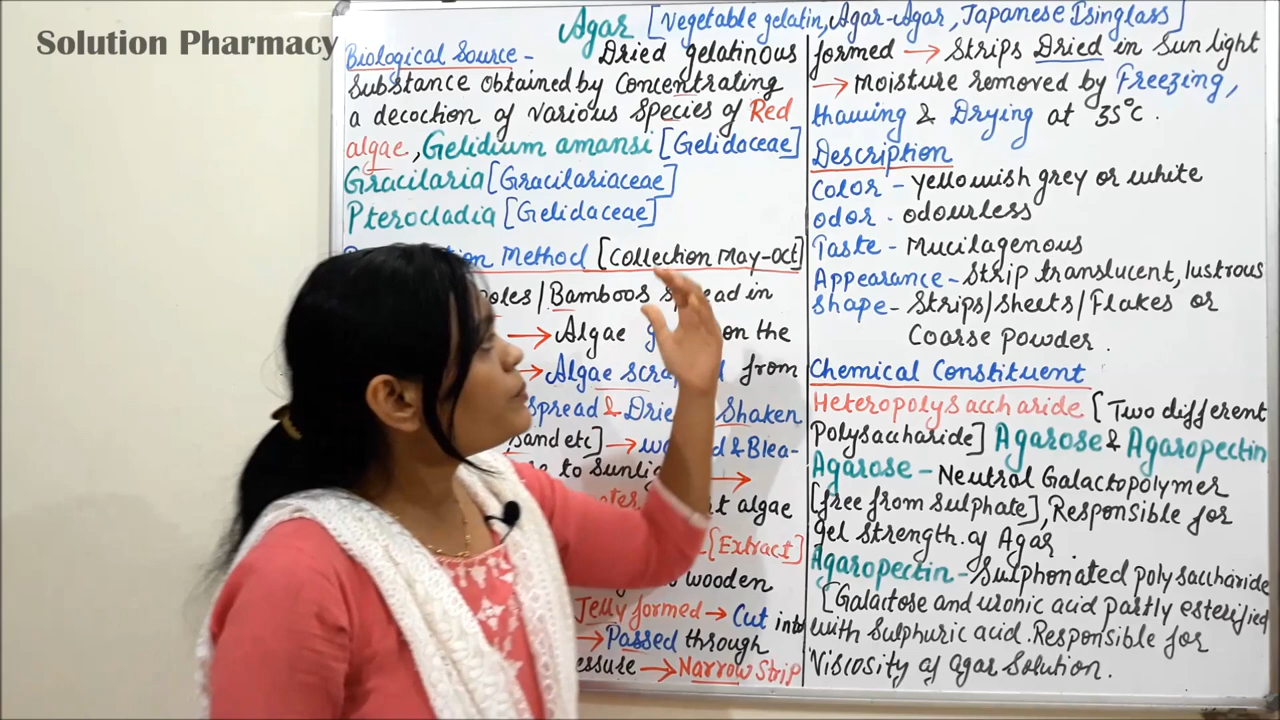 Solution Pharmacy
Agar [Vegetable gelatin, Agar-Agar, Japanese Isinglass]
Biological Source - Dried gelatinous
Substance obtained by Concentrating
a decoction of various Species of Red
algae, Gelidium amansi [Gelidaceae]
Gracilaria [Gracilariaceae]
Pterocladia [Gelidaceae]
Method [Collection May-Oct]
oles/Bamboos spread in
→ Algae on the
→ Algae from
spread & Shaken
sand etc] → & Blea-
to
algae
[Extract]
wooden
Jelly formed → Cut into
→ Passed through
essure → Narrow Strip
formed → Strips Dried in Sunlight
→ Moisture removed by Freezing,
thawing & Drying at 35°C.
Description
Color - Yellowish grey or white
odor - odourless
Taste - Mucilagenous
Appearance - Strip translucent, lustrous
Shape - Strips/Sheets/Flakes or
Coarse Powder.
Chemical Constituent
Heteropolysaccharide [Two different
Polysaccharide] Agarose & Agaropectin
Agarose - Neutral Galactopolymer
[free from Sulphate], Responsible for
gel strength of Agar.
Agaropectin - Sulphonated polysaccharide
[Galactose and uronic acid partly esterified
with Sulphuric acid. Responsible for
Viscosity of agar Solution.